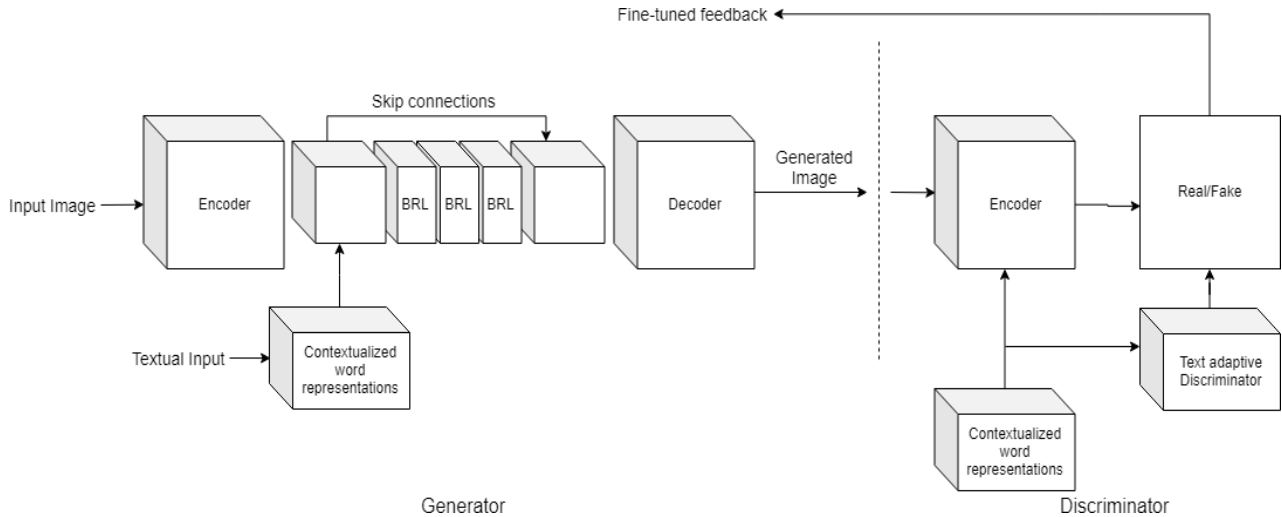 Fine-tuned feedback
Skip connections
Input Image
Encoder
BRL
BRL
BRL
Decoder
Generated
Image
Encoder
Real/Fake
Textual Input
Contextualized
word
representations
Text adaptive
Discriminator
Contextualized
word
representations
Generator
Discriminator